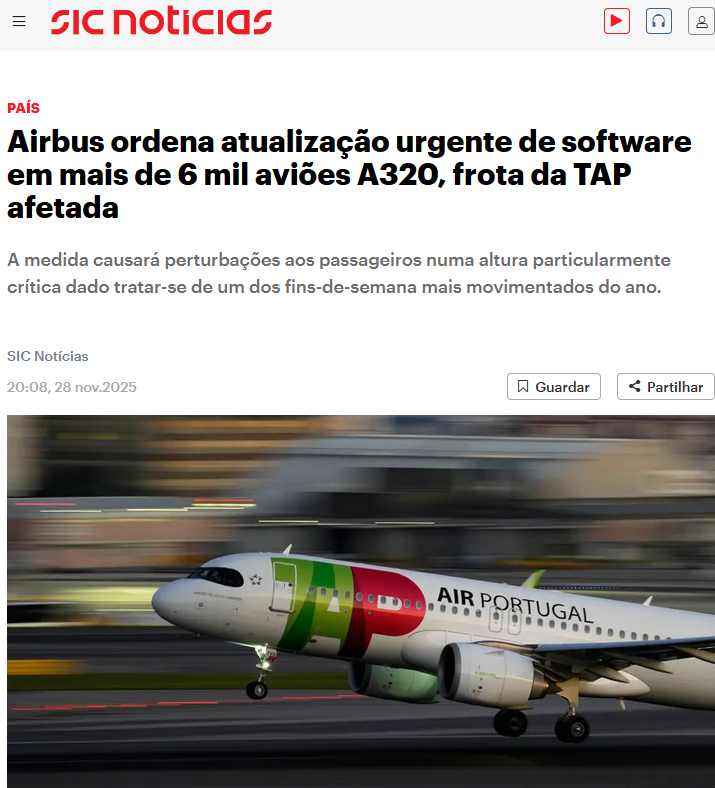 sic notícias
PAÍS
Airbus ordena atualização urgente de software
em mais de 6 mil aviões A320, frota da TAP
afetada
A medida causará perturbações aos passageiros numa altura particularmente
crítica dado tratar-se de um dos fins-de-semana mais movimentados do ano.
SIC Notícias
20:08, 28 nov.2025
Guardar
Partilhar
TAP
AIR PORTUGAL